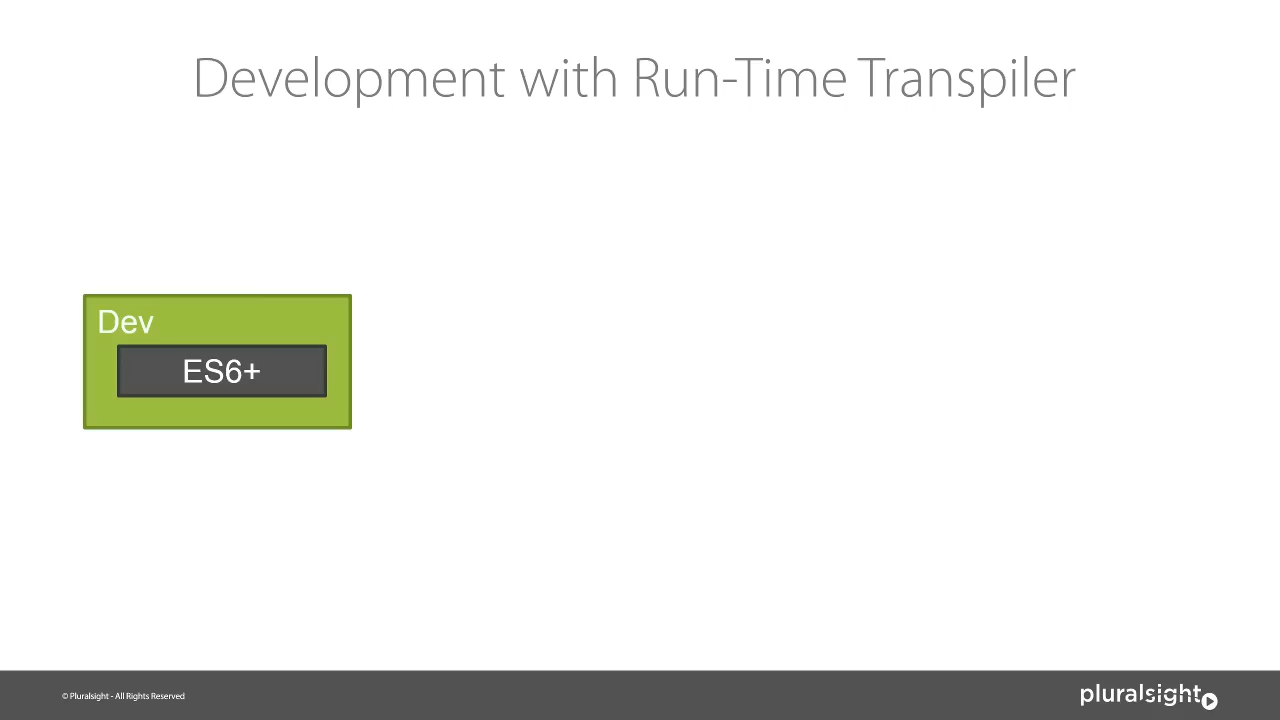 Development with Run-Time Transpiler
Dev
ES6+
© Pluralsight - All Rights Reserved
pluralsight